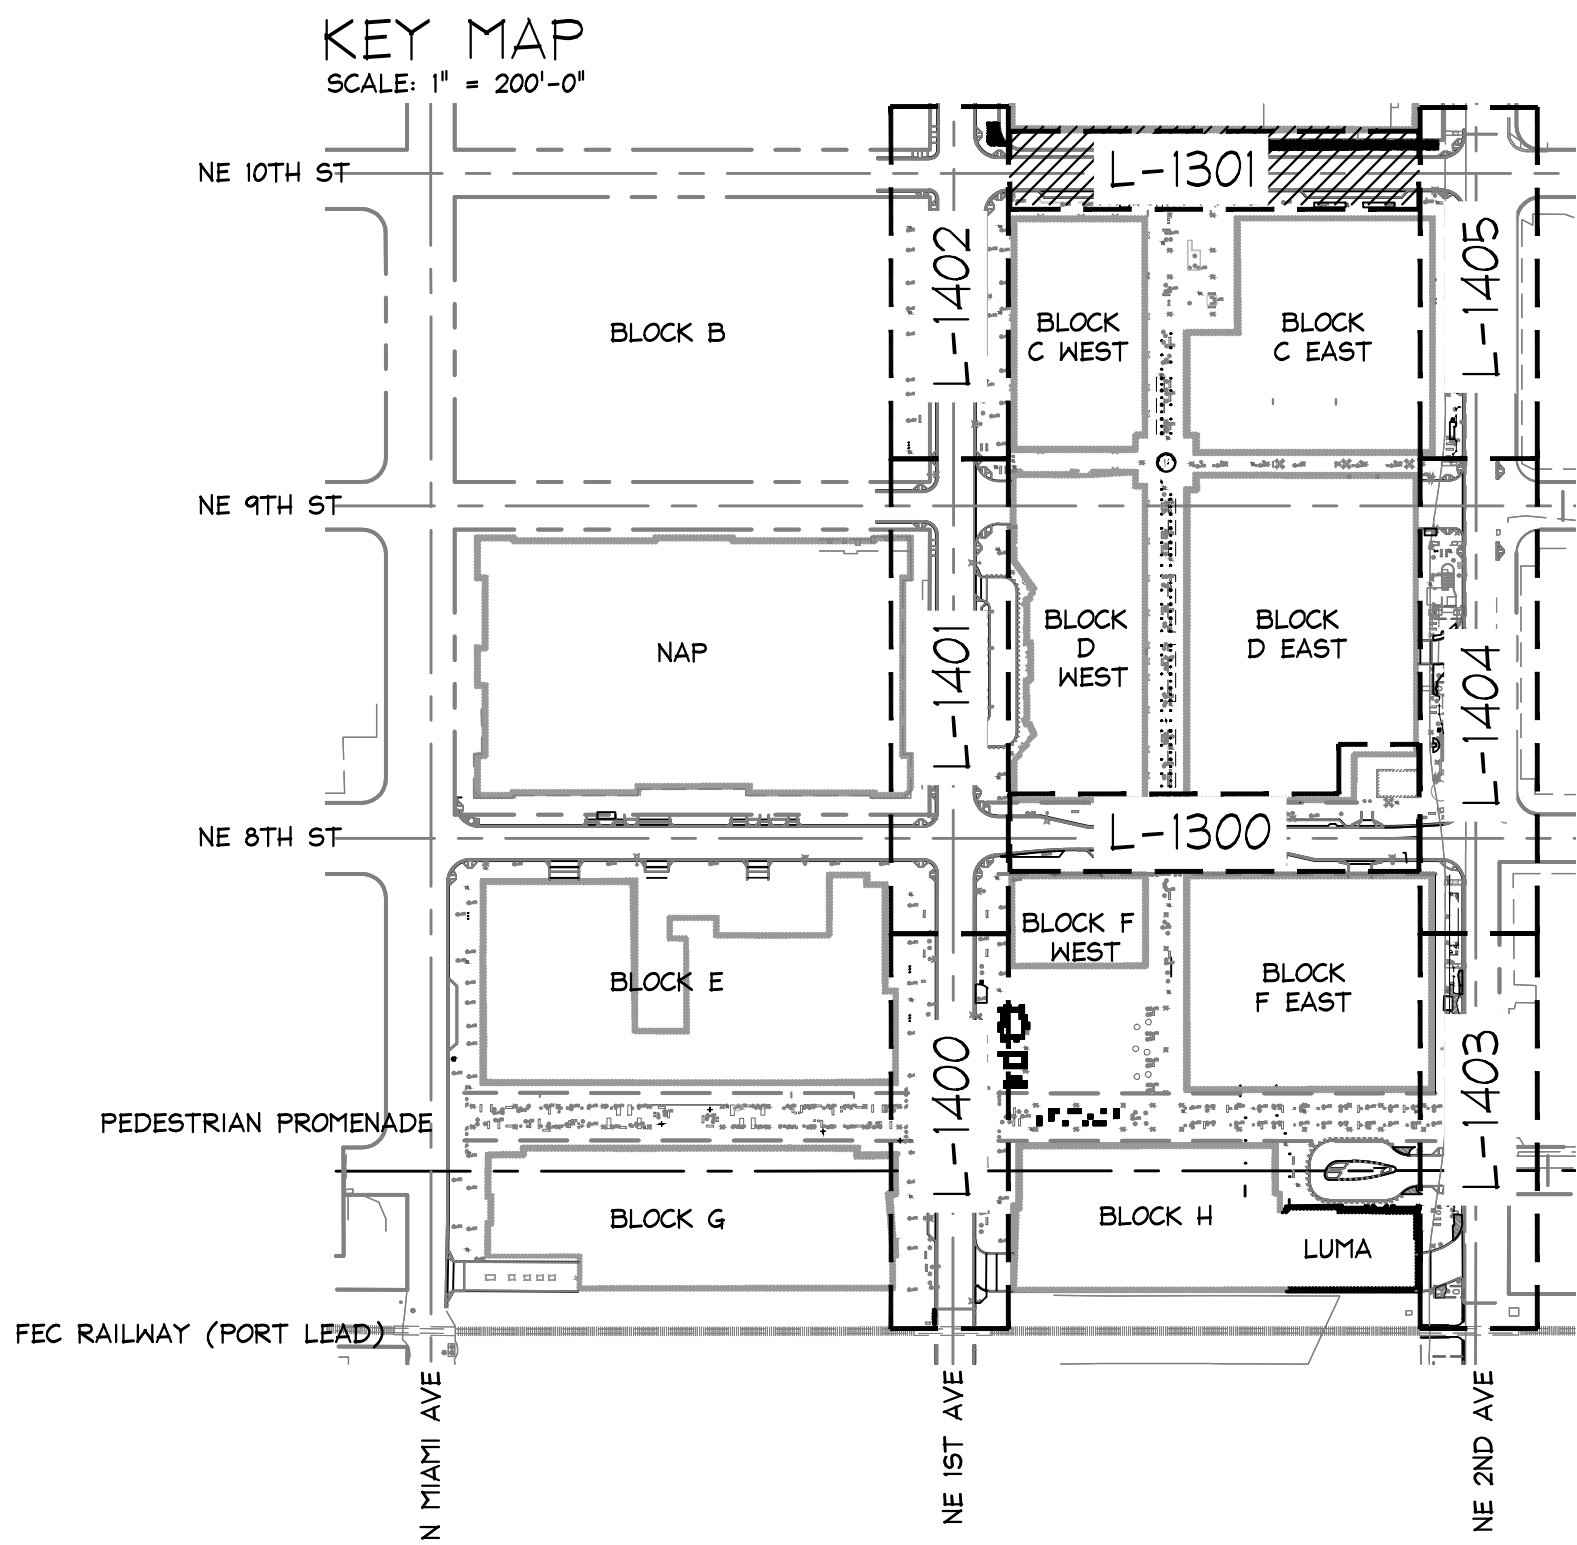 KEY MAP
SCALE: 1" = 200'-0"
NE 10TH ST
L-1301
L-1402
L-1405
BLOCK B
BLOCK
C WEST
BLOCK
C EAST
NE 9TH ST
NAP
L-1401
BLOCK
D
WEST
BLOCK
D EAST
L-1404
NE 8TH ST
L-1300
BLOCK F
WEST
BLOCK E
BLOCK
F EAST
L-1400
L-1403
PEDESTRIAN PROMENADE
BLOCK G
BLOCK H
LUMA
FEC RAILWAY (PORT LEAD)
N MIAMI AVE
NE 1ST AVE
NE 2ND AVE